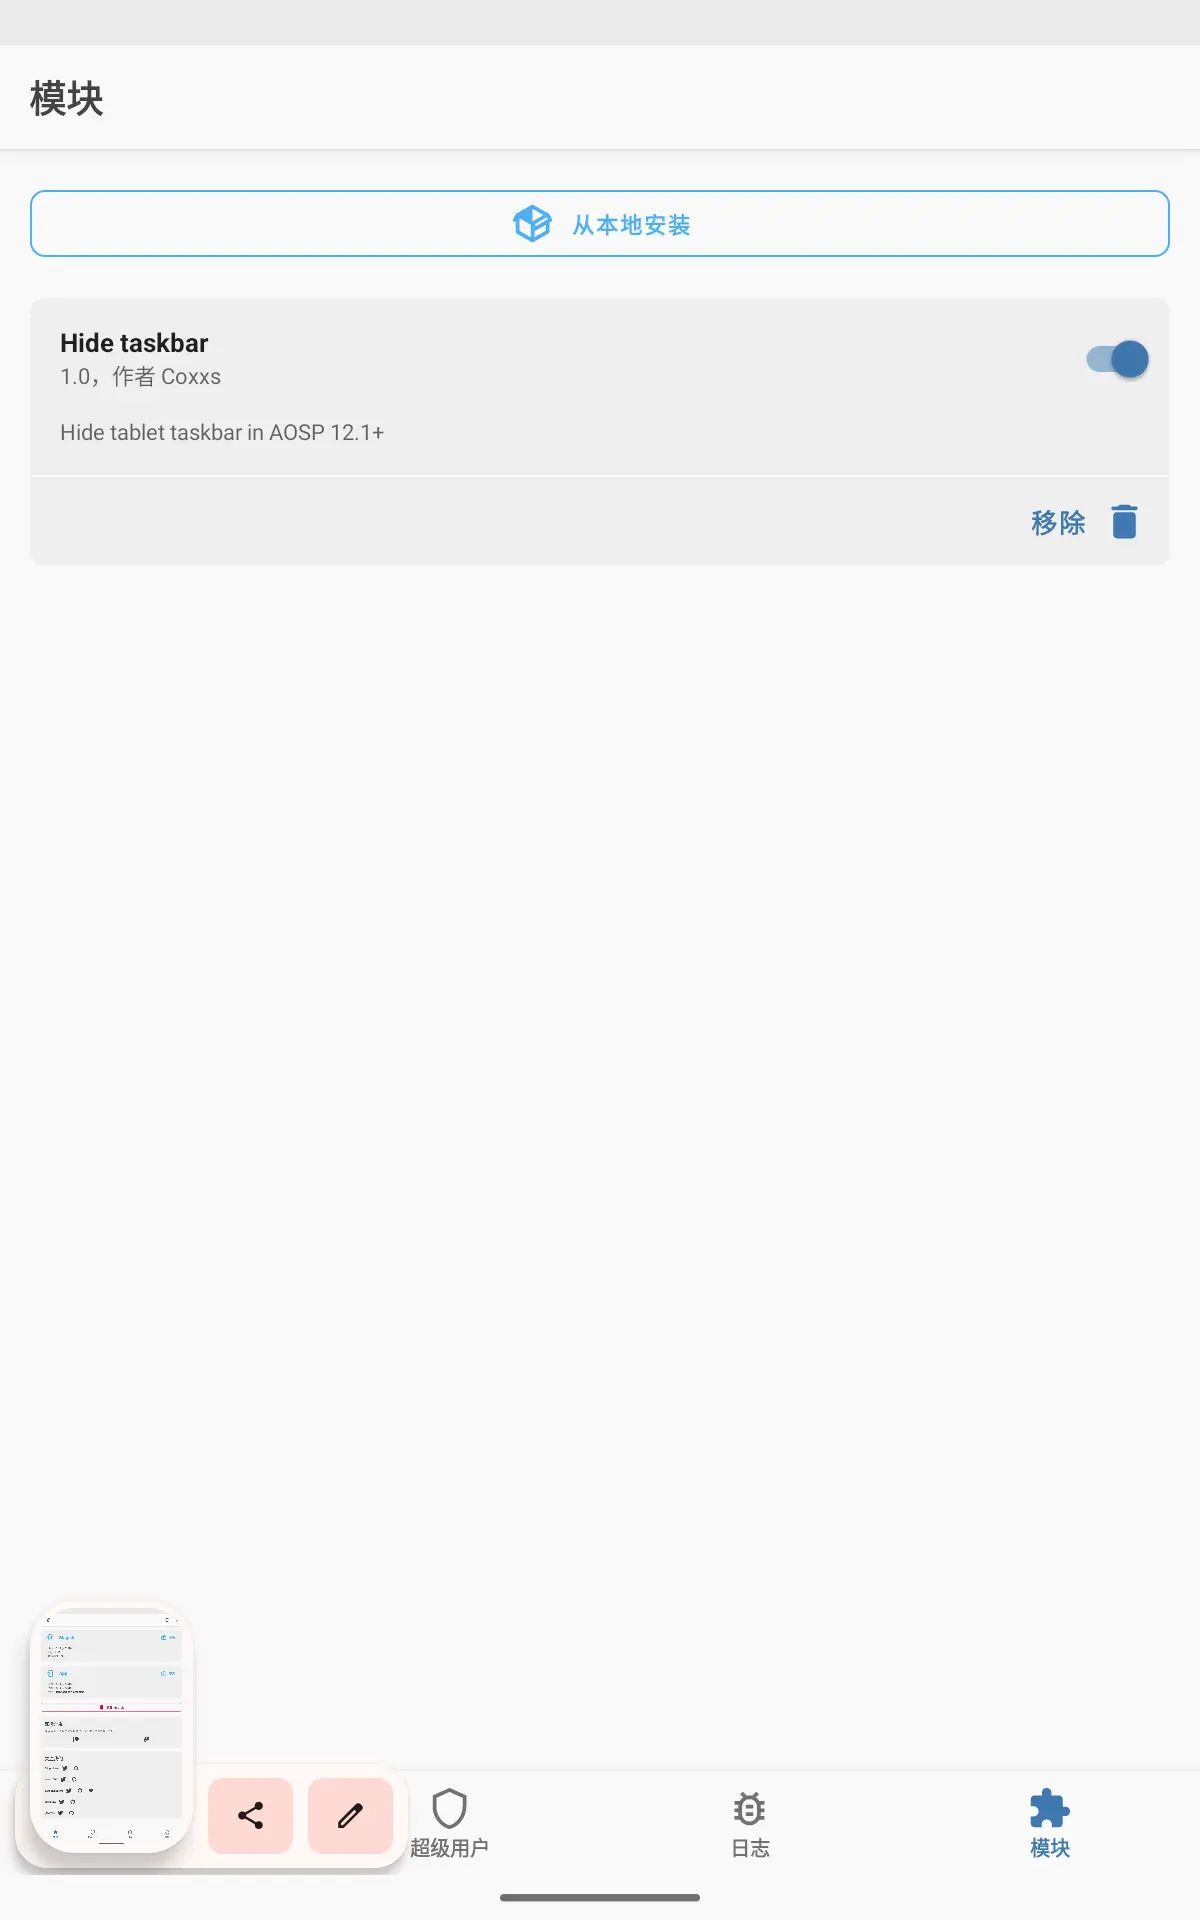 模块
从本地安装
Hide taskbar
1.0，作者 Coxxs
Hide tablet taskbar in AOSP 12.1+
移除
App
超级用户
日志
模块